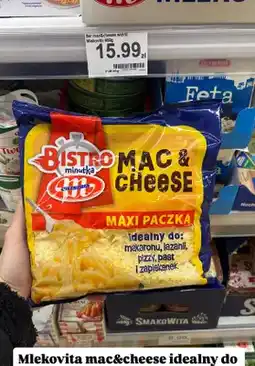 15.99 zł
Feta
BISTRO
minutka
MAC &
CHEESE
MAXI PACZKA
idealny do:
makaronu, lazanii,
pizzy, past
i zapiekanek
SMAKOWITA
Mlekovita mac&cheese idealny do